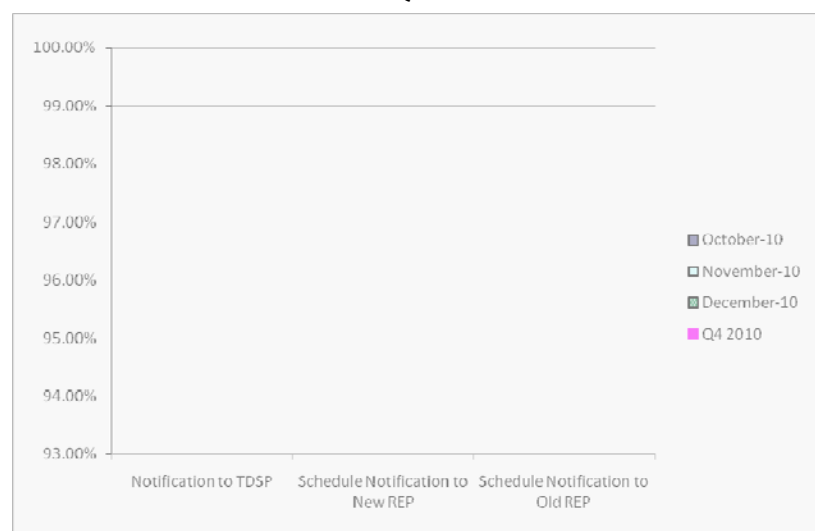 100.00%
99.00%
98.00%
97.00%
96.00%
95.00%
94.00%
93.00%
Notification to TDSP
Schedule Notification to
New REP
Schedule Notification to
Old REP
October-10
November-10
December-10
Q4 2010